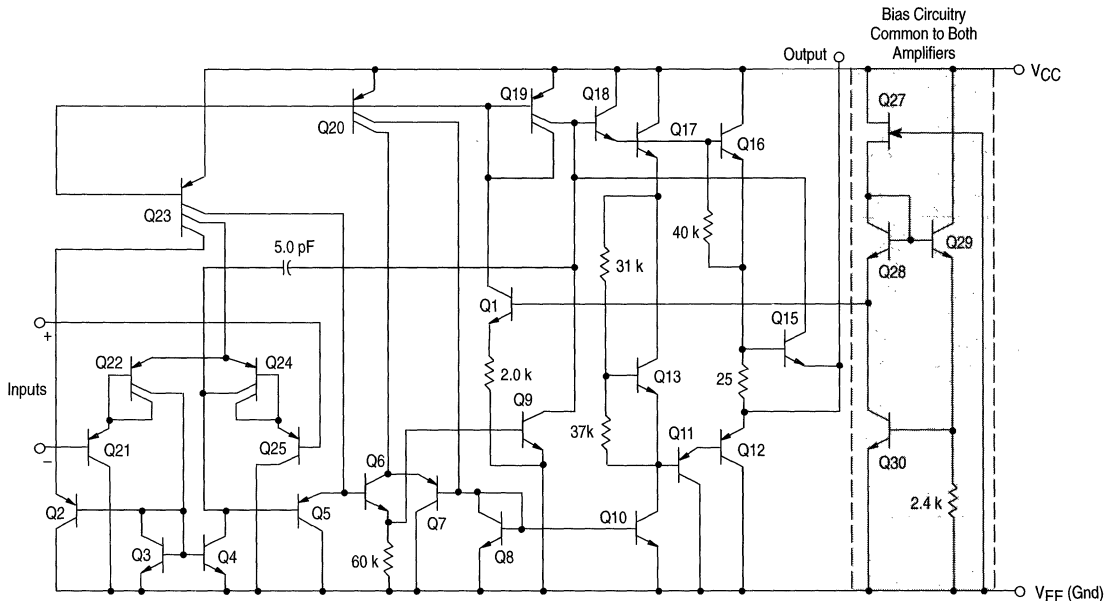 Bias Circuitry
Common to Both
Amplifiers
Output
VCC
Q19
Q18
Q27
Q20
Q17
Q16
Q23
40 k
Q28
Q29
5.0 pF
31 k
Q1
Q15
+
Q22
Q24
2.0 k
Q13
25
Inputs
Q9
37k
Q11
Q12
−
Q21
Q25
Q30
Q6
Q2
Q5
Q7
Q10
2.4 k
Q3
Q4
Q8
60 k
VEE (Gnd)